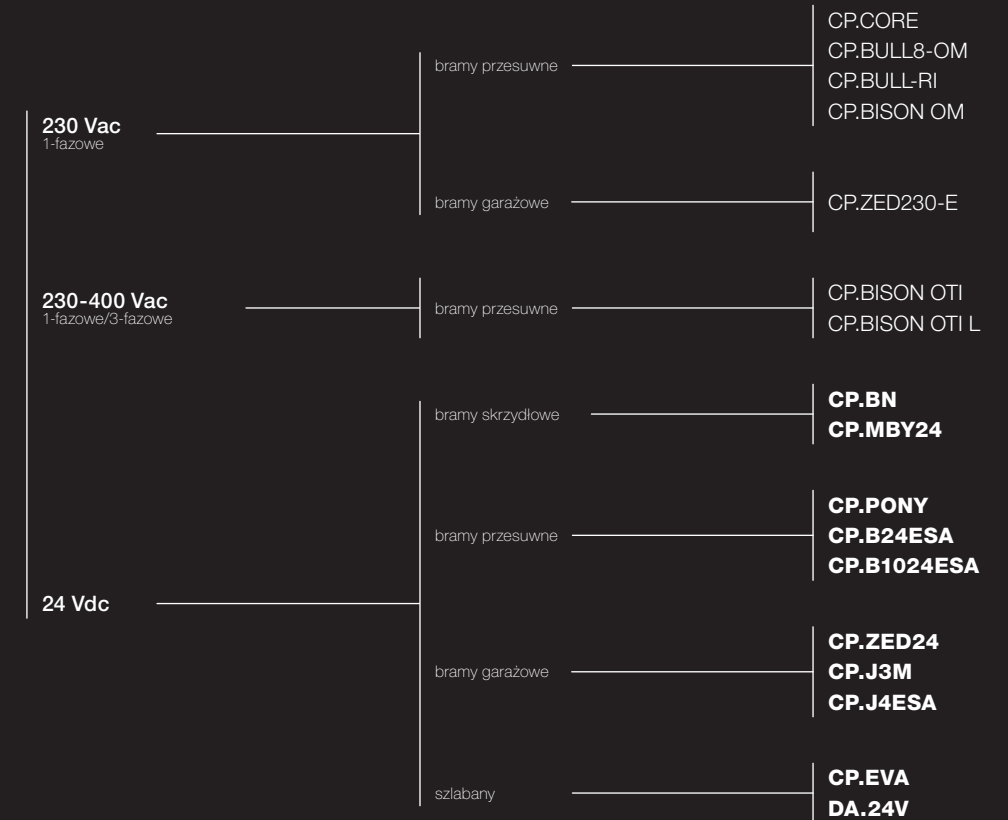 230 Vac
1-fazowe
bramy przesuwne
CP.CORE
CP.BULL8-OM
CP.BULL-RI
CP.BISON OM
bramy garażowe
CP.ZED230-E
230-400 Vac
1-fazowe/3-fazowe
bramy przesuwne
CP.BISON OTI
CP.BISON OTI L
24 Vdc
bramy skrzydłowe
CP.BN
CP.MBY24
bramy przesuwne
CP.PONY
CP.B24ESA
CP.B1024ESA
bramy garażowe
CP.ZED24
CP.J3M
CP.J4ESA
szlabany
CP.EVA
DA.24V